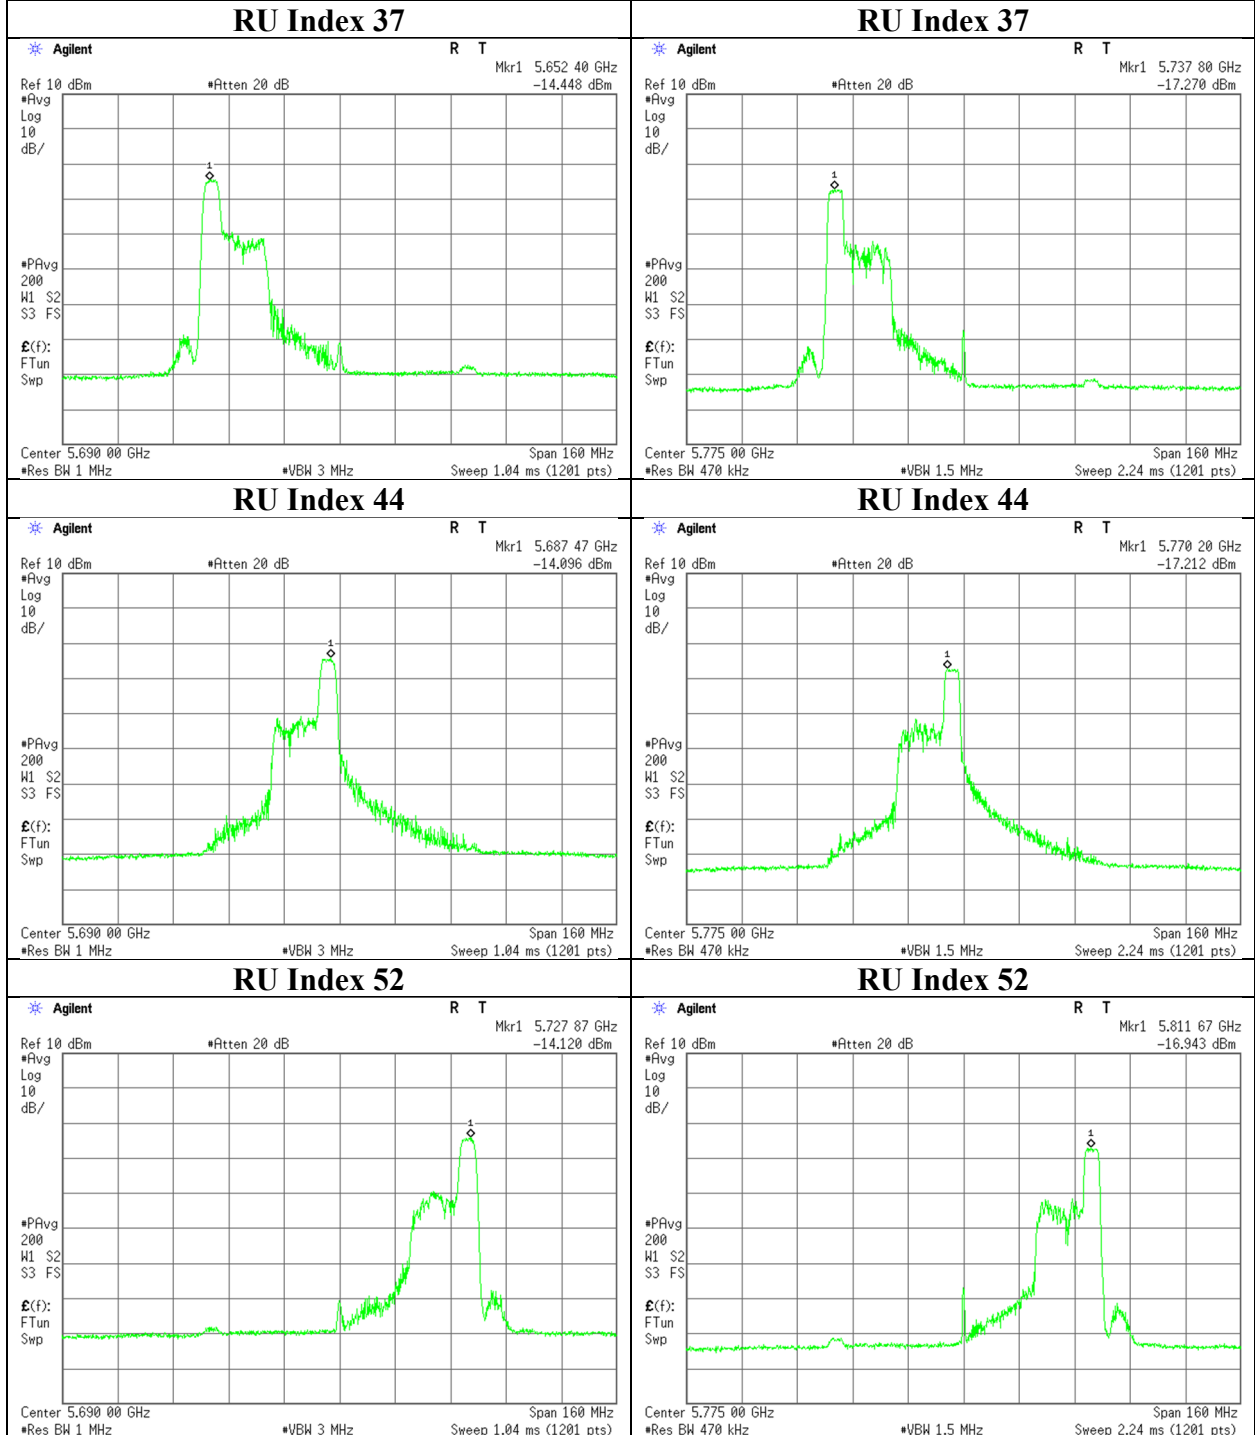 RU Index 37
Agilent
R T
Mkr1 5.652 40 GHz
Ref 10 dBm #Atten 20 dB -14.448 dBm
#Avg
Log
10
dB/
1
#PAvg
200
W1 S2
S3 FS
£(f):
FTun
Swp
Center 5.690 00 GHz Span 160 MHz
#Res BW 1 MHz #VBW 3 MHz Sweep 1.04 ms (1201 pts)
RU Index 37
Agilent
R T
Mkr1 5.737 80 GHz
Ref 10 dBm #Atten 20 dB -17.270 dBm
#Avg
Log
10
dB/
1
#PAvg
200
W1 S2
S3 FS
£(f):
FTun
Swp
Center 5.775 00 GHz Span 160 MHz
#Res BW 470 kHz #VBW 1.5 MHz Sweep 2.24 ms (1201 pts)
RU Index 44
Agilent
R T
Mkr1 5.687 47 GHz
Ref 10 dBm #Atten 20 dB -14.096 dBm
#Avg
Log
10
dB/
1
#PAvg
200
W1 S2
S3 FS
£(f):
FTun
Swp
Center 5.690 00 GHz Span 160 MHz
#Res BW 1 MHz #VBW 3 MHz Sweep 1.04 ms (1201 pts)
RU Index 44
Agilent
R T
Mkr1 5.770 20 GHz
Ref 10 dBm #Atten 20 dB -17.212 dBm
#Avg
Log
10
dB/
1
#PAvg
200
W1 S2
S3 FS
£(f):
FTun
Swp
Center 5.775 00 GHz Span 160 MHz
#Res BW 470 kHz #VBW 1.5 MHz Sweep 2.24 ms (1201 pts)
RU Index 52
Agilent
R T
Mkr1 5.727 87 GHz
Ref 10 dBm #Atten 20 dB -14.120 dBm
#Avg
Log
10
dB/
1
#PAvg
200
W1 S2
S3 FS
£(f):
FTun
Swp
Center 5.690 00 GHz Span 160 MHz
#Res BW 1 MHz #VBW 3 MHz Sweep 1.04 ms (1201 pts)
RU Index 52
Agilent
R T
Mkr1 5.811 67 GHz
Ref 10 dBm #Atten 20 dB -16.943 dBm
#Avg
Log
10
dB/
1
#PAvg
200
W1 S2
S3 FS
£(f):
FTun
Swp
Center 5.775 00 GHz Span 160 MHz
#Res BW 470 kHz #VBW 1.5 MHz Sweep 2.24 ms (1201 pts)